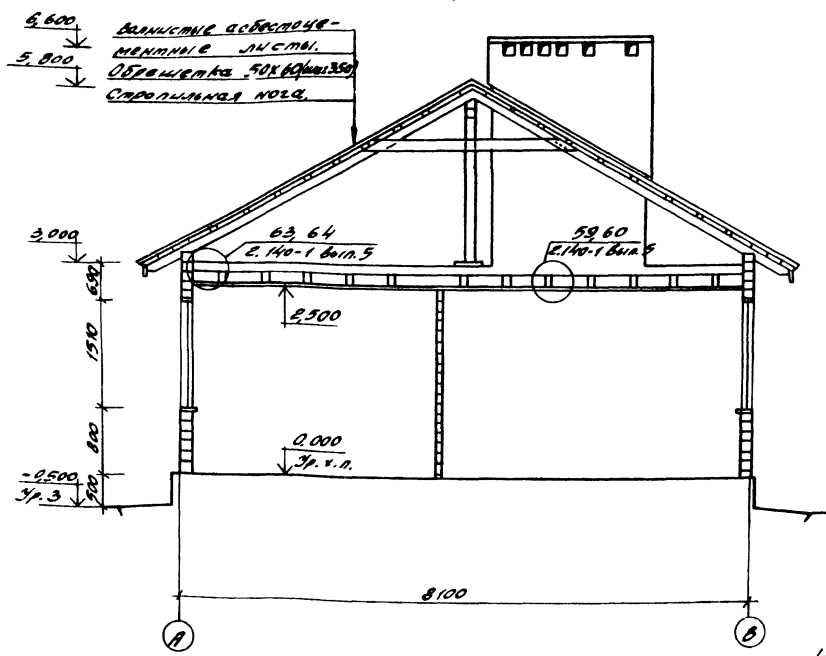 6,600
5,800
Волнистые асбестоце-
ментные листы.
Обрешетка 50х60(шаг350)
Стропильная нога.
3,000
63, 64
2.140-1 вып.5
59,60
2.140-1 вып.5
690
2,500
1510
800
0.000
Ур.ч.п.
-0,500
Ур.З
500
8100
А
В